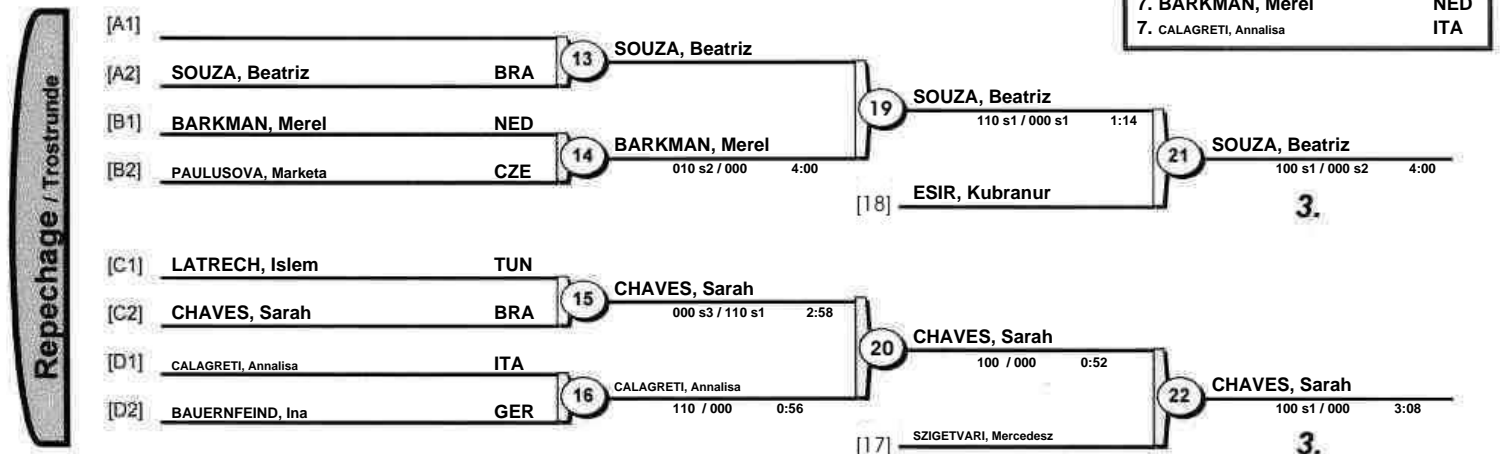 7. BARKMAN, Merel NED
7. CALAGRETI, Annalisa ITA
Repechage / Trostrunde
[A1]
[A2] SOUZA, Beatriz BRA
13
SOUZA, Beatriz
[B1] BARKMAN, Merel NED
[B2] PAULUSOVA, Marketa CZE
14
BARKMAN, Merel
010 s2 / 000 4:00
19
SOUZA, Beatriz
110 s1 / 000 s1 1:14
[18] ESIR, Kubranur
21
SOUZA, Beatriz
100 s1 / 000 s2 4:00
3.
[C1] LATRECH, Islem TUN
[C2] CHAVES, Sarah BRA
15
CHAVES, Sarah
000 s3 / 110 s1 2:58
[D1] CALAGRETI, Annalisa ITA
[D2] BAUERNFEIND, Ina GER
16
CALAGRETI, Annalisa
110 / 000 0:56
20
CHAVES, Sarah
100 / 000 0:52
[17] SZIGETVARI, Mercedesz
22
CHAVES, Sarah
100 s1 / 000 3:08
3.